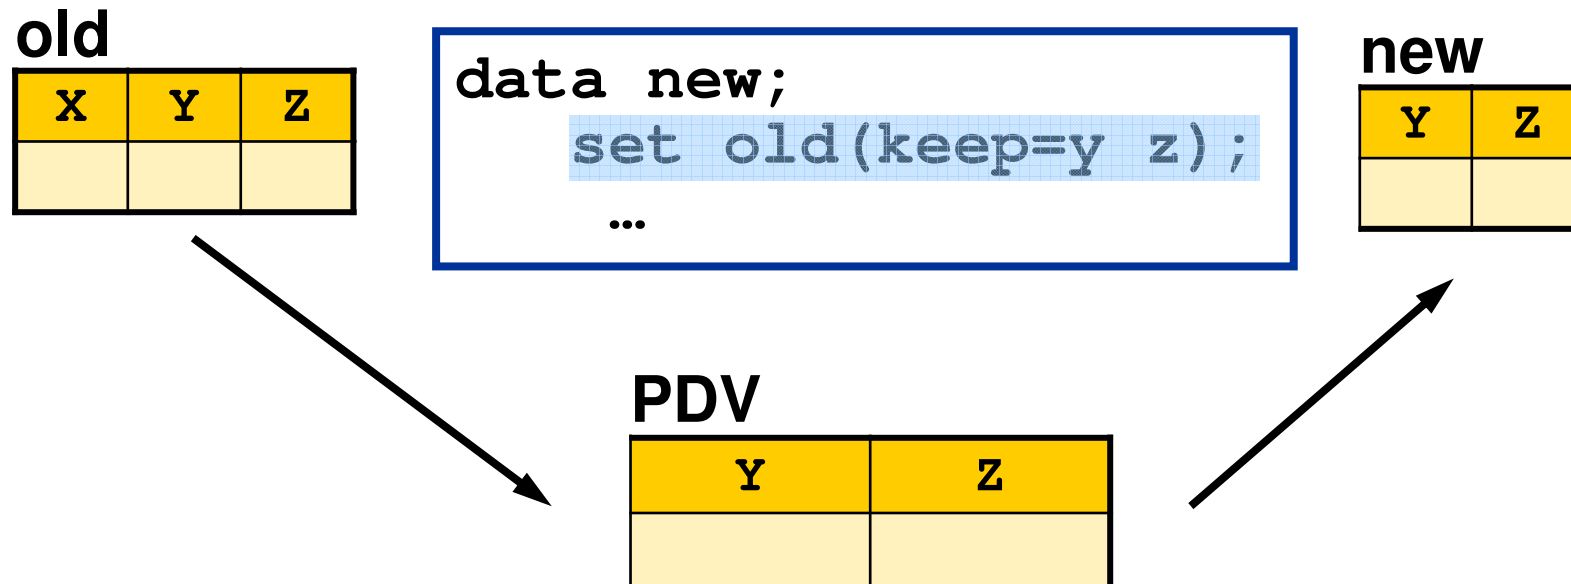 old
X Y Z
data new;
set old(keep=y z);
…
new
Y Z
PDV
Y Z